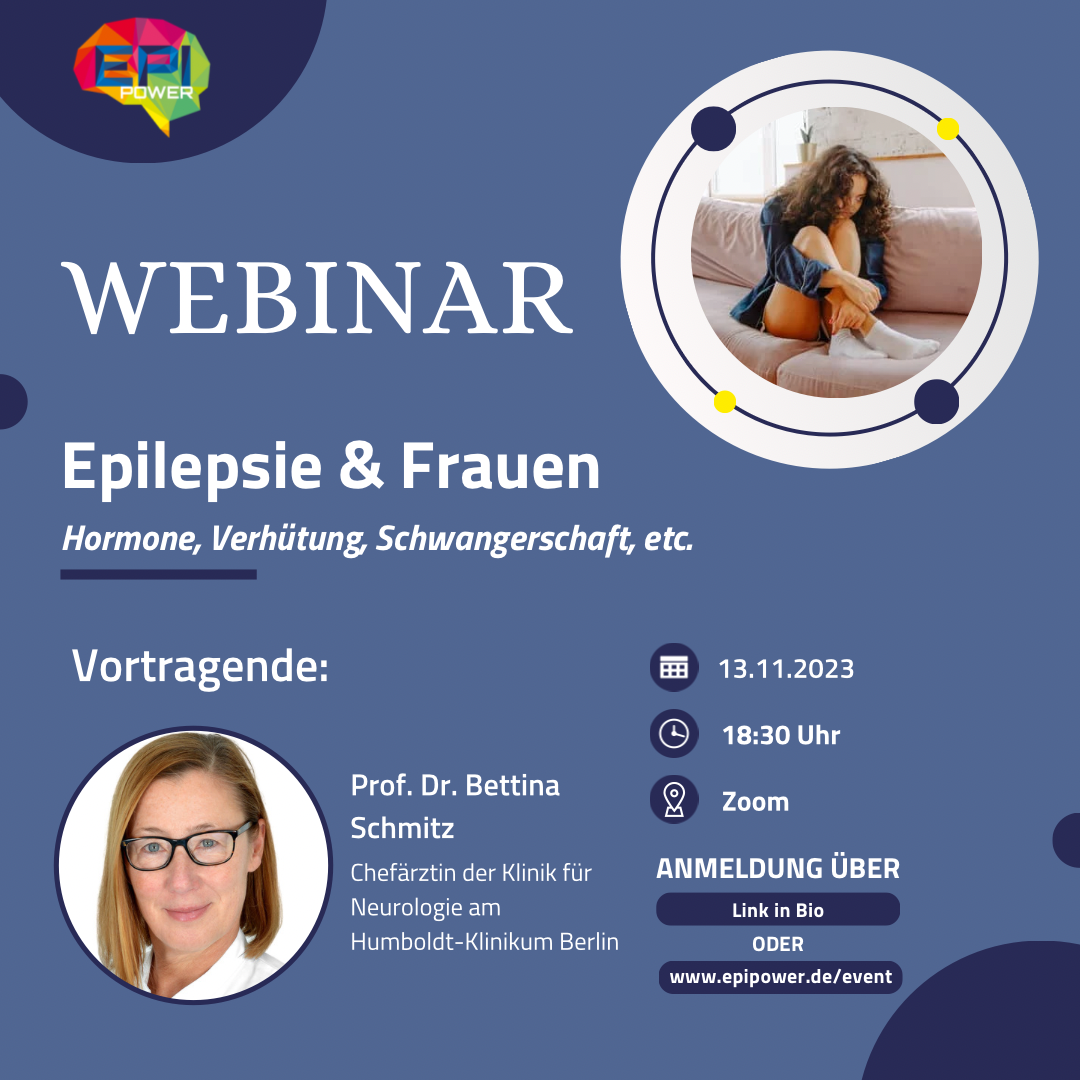 EPI
POWER
WEBINAR
Epilepsie & Frauen
Hormone, Verhütung, Schwangerschaft, etc.
Vortragende:
Prof. Dr. Bettina
Schmitz
Chefärztin der Klinik für
Neurologie am
Humboldt-Klinikum Berlin
13.11.2023
18:30 Uhr
Zoom
ANMELDUNG ÜBER
Link in Bio
ODER
www.epipower.de/event